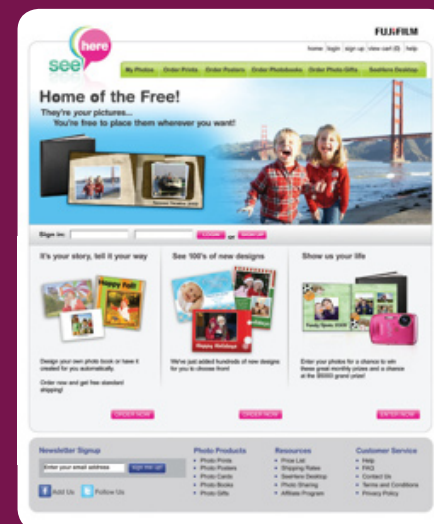 FUJIFILM
see here
home login sign up view cart (0) help
My Photos Order Prints Order Posters Order Photobooks Order Photo Gifts SeeHere Desktop
Home of the Free!
They're your pictures...
You're free to place them wherever you want!
Sign in: LOGIN or SIGN UP
It's your story, tell it your way
See 100's of new designs
Show us your life
Happy Fall!
Happy Holidays
Design your own photo book or have it
created for you automatically.
Order now and get free standard
shipping!
We've just added hundreds of new designs
for you to choose from!
Enter your photos for a chance to win
these great monthly prizes and a chance
at the $5000 grand prize!
ORDER NOW
ORDER NOW
ENTER NOW
Newsletter Signup
Enter your email address
sign me up!
Add Us
Follow Us
Photo Products
• Photo Prints
• Photo Posters
• Photo Cards
• Photo Books
• Photo Gifts
Resources
• Price List
• Shipping Rates
• SeeHere Desktop
• Photo Sharing
• Affiliate Program
Customer Service
• Help
• FAQ
• Contact Us
• Terms and Conditions
• Privacy Policy